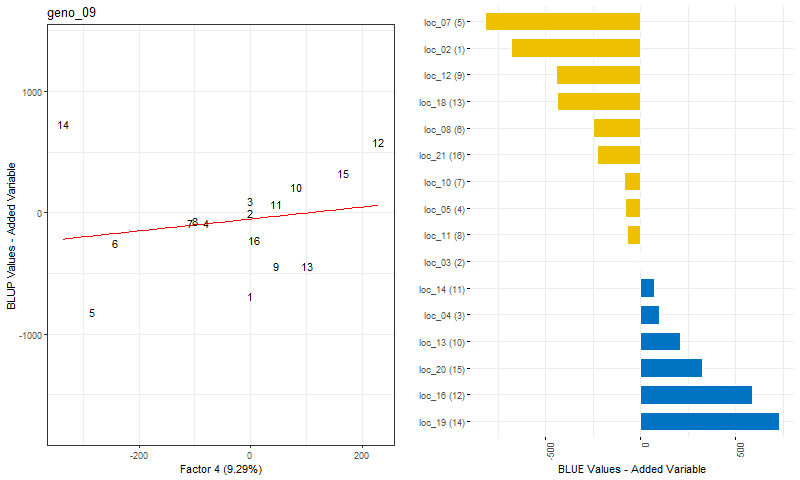 geno_09
BLUP Values - Added Variable
1000
0
-1000
14
12
15
10
3
11
2
7
8
4
16
6
9
13
1
5
-200
0
200
Factor 4 (9.29%)
loc_07 (5)
loc_02 (1)
loc_12 (9)
loc_18 (13)
loc_08 (6)
loc_21 (16)
loc_10 (7)
loc_05 (4)
loc_11 (8)
loc_03 (2)
loc_14 (11)
loc_04 (3)
loc_13 (10)
loc_20 (15)
loc_16 (12)
loc_19 (14)
-500
0
500
BLUE Values - Added Variable